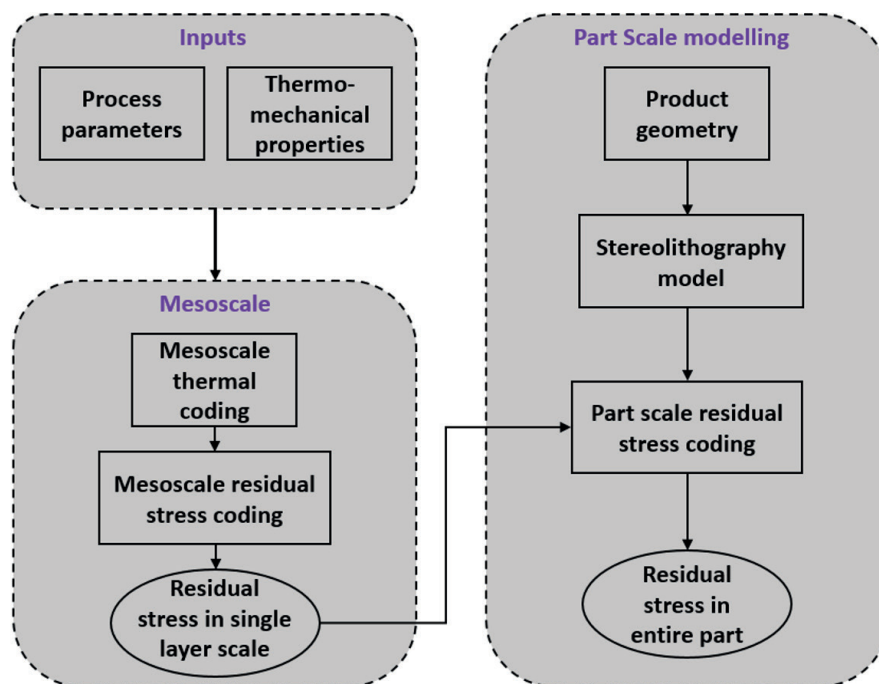 Inputs
Process
parameters
Thermo-
mechanical
properties
Mesoscale
Mesoscale
thermal
coding
Mesoscale residual
stress coding
Residual
stress in single
layer scale
Part Scale modelling
Product
geometry
Stereolithography
model
Part scale residual
stress coding
Residual
stress in
entire part